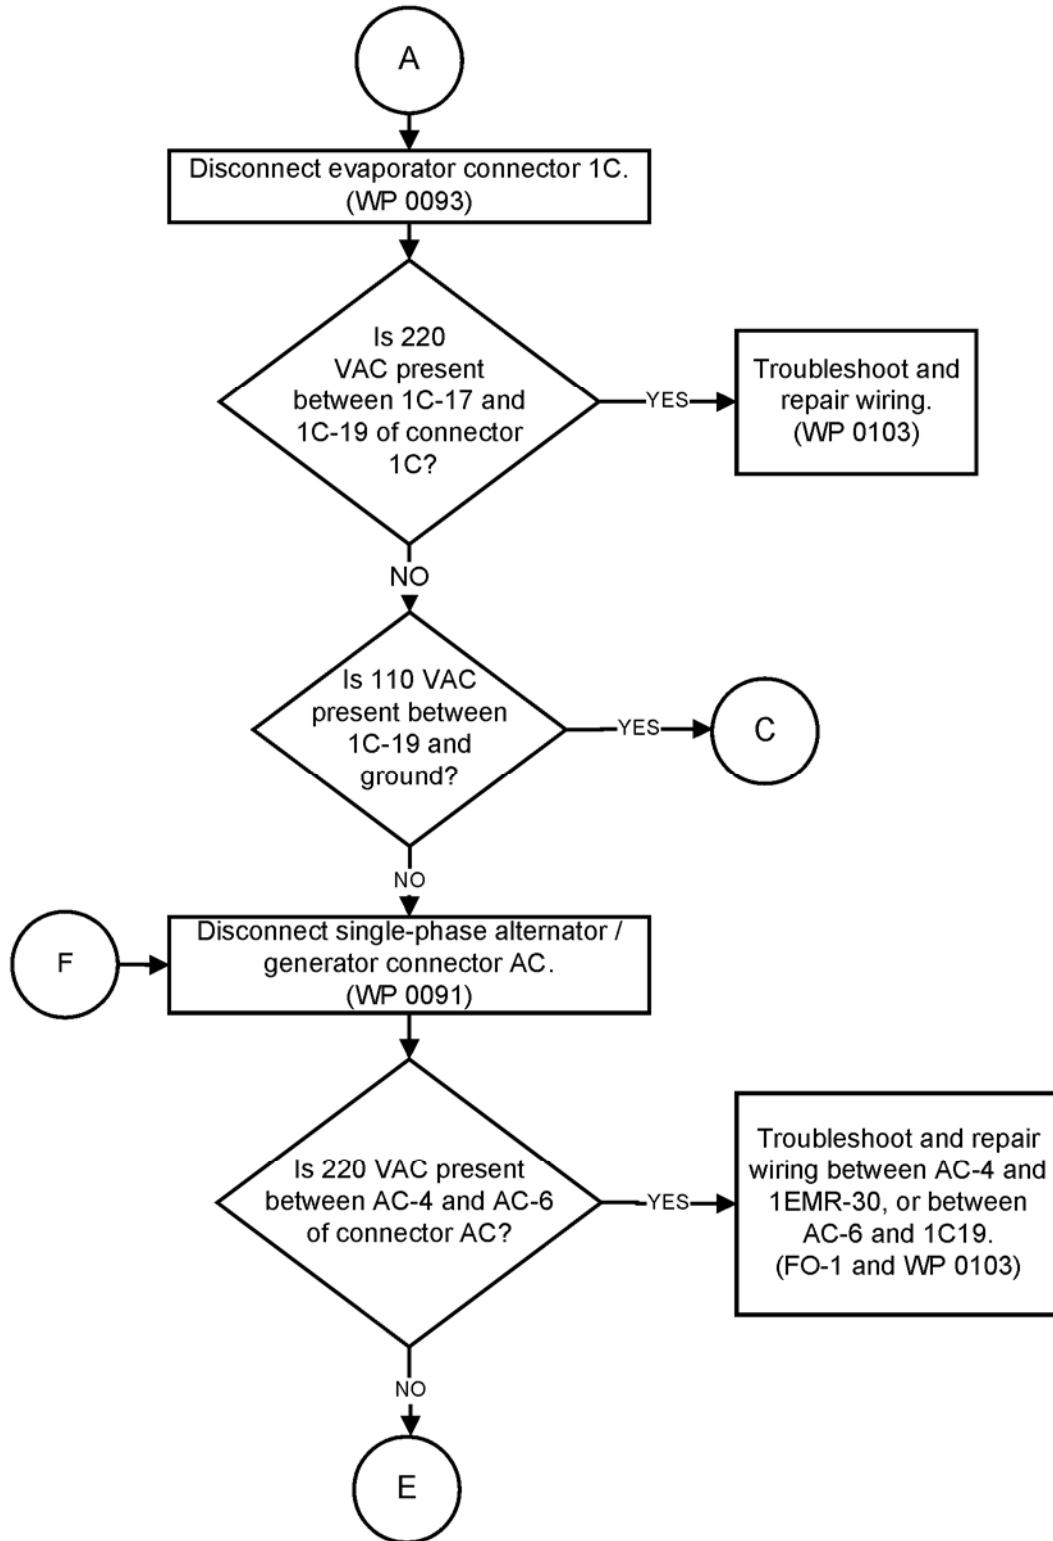 A
Disconnect evaporator connector 1C.
(WP 0093)
Is 220
VAC present
between 1C-17 and
1C-19 of connector
1C?
YES
Troubleshoot and
repair wiring.
(WP 0103)
NO
Is 110 VAC
present between
1C-19 and
ground?
YES
C
NO
F
Disconnect single-phase alternator /
generator connector AC.
(WP 0091)
Is 220 VAC present
between AC-4 and AC-6
of connector AC?
YES
Troubleshoot and repair
wiring between AC-4 and
1EMR-30, or between
AC-6 and 1C19.
(FO-1 and WP 0103)
NO
E